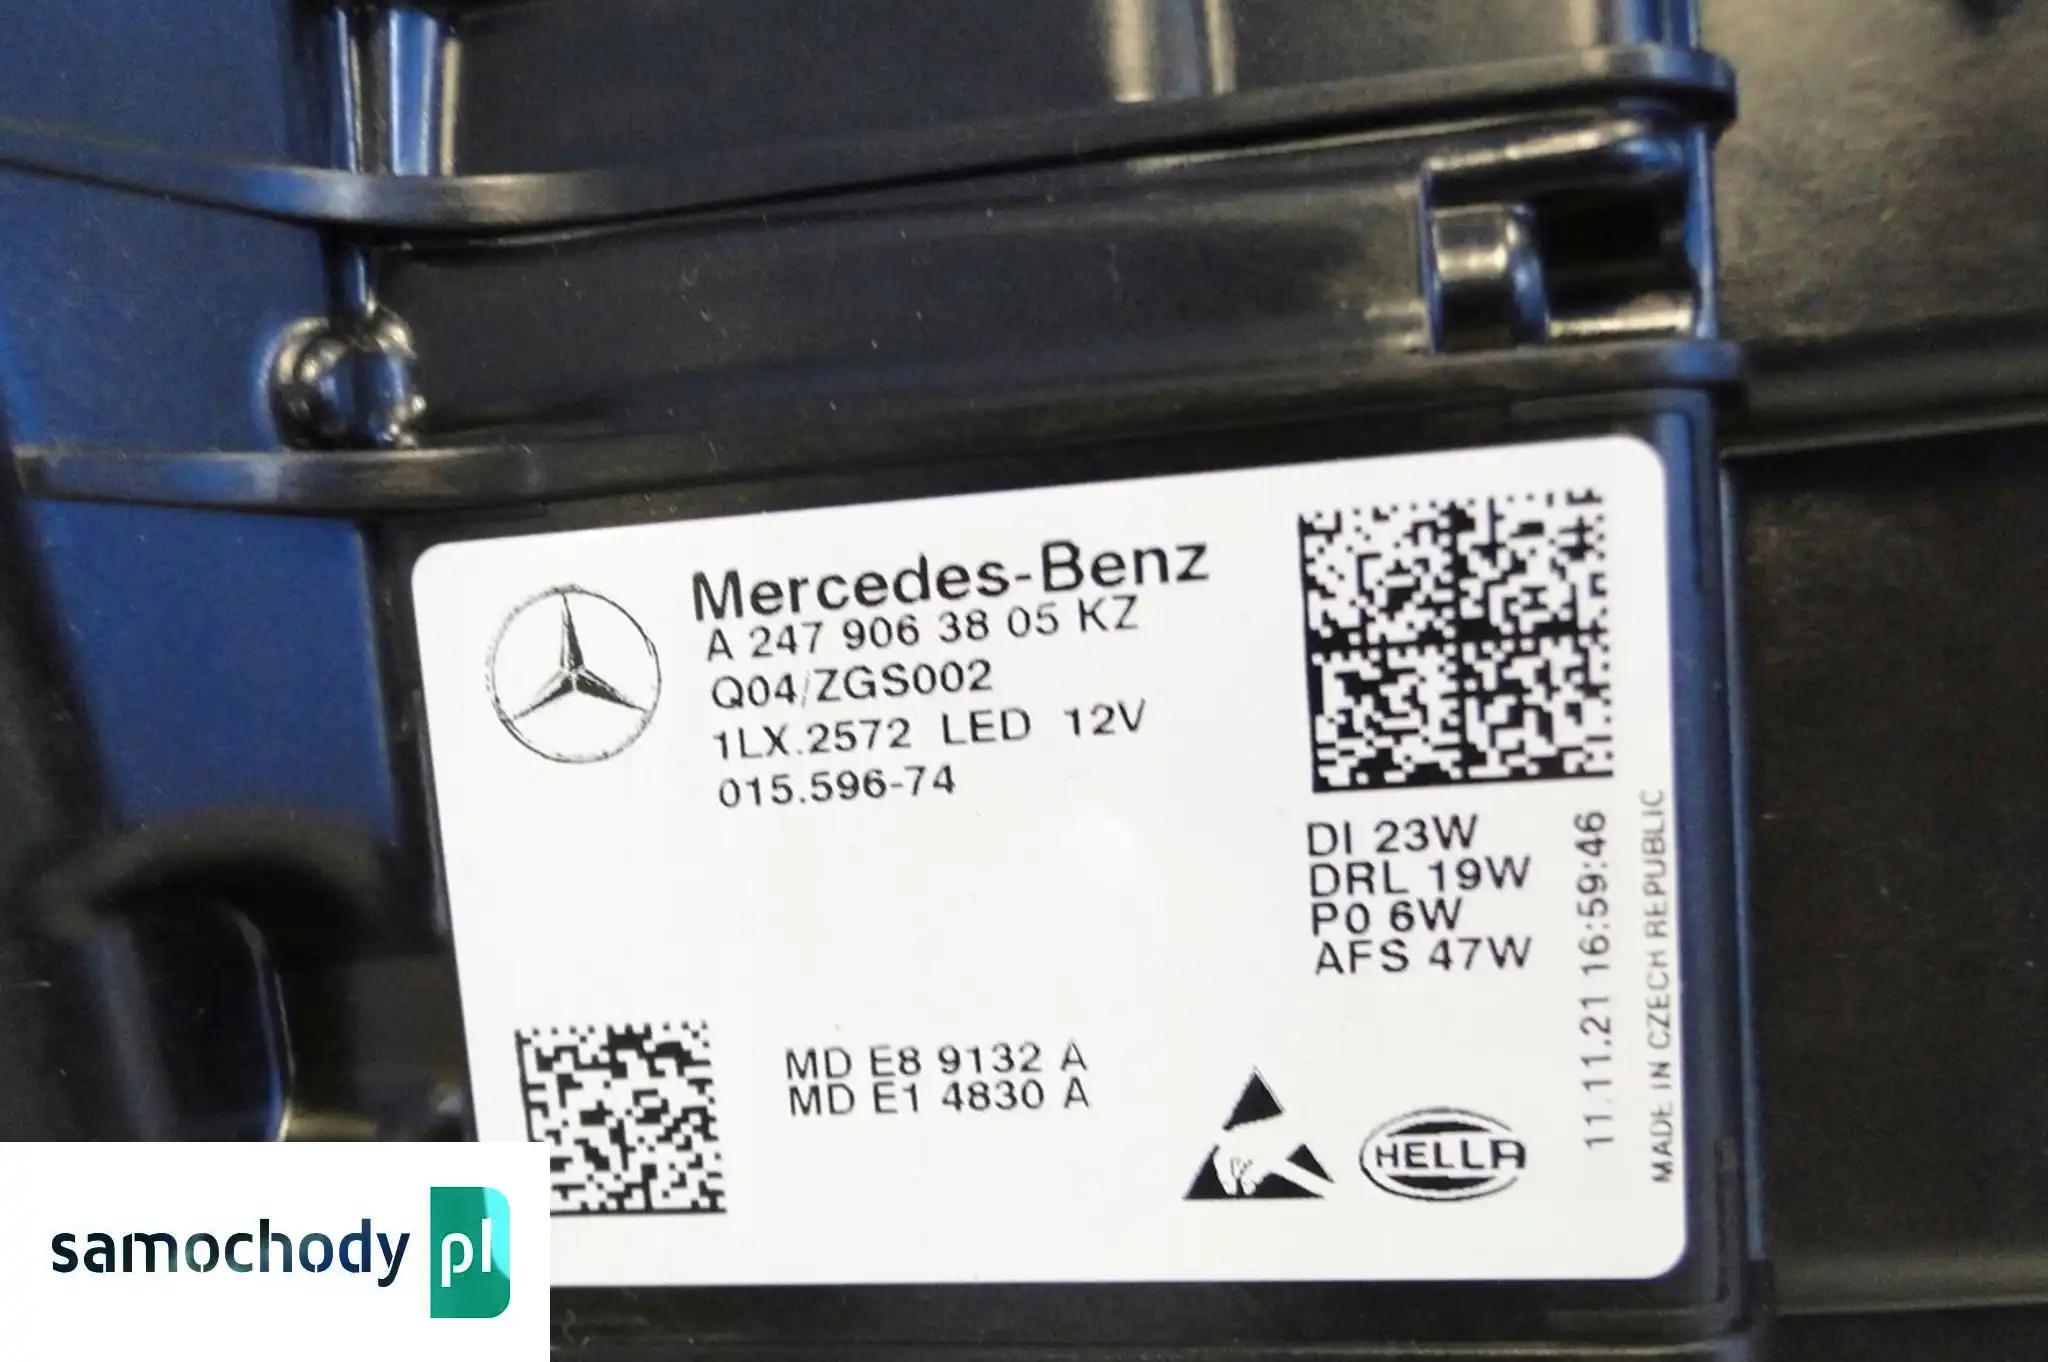 Mercedes-Benz
A 247 906 38 05 KZ
Q04/ZGS002
1LX.2572 LED 12V
015.596-74
DI 23W
DRL 19W
P0 6W
AFS 47W
11.11.21 16:59:46
MADE IN CZECH REPUBLIC
MD E8 9132 A
MD E1 4830 A
HELLA
samochody pl